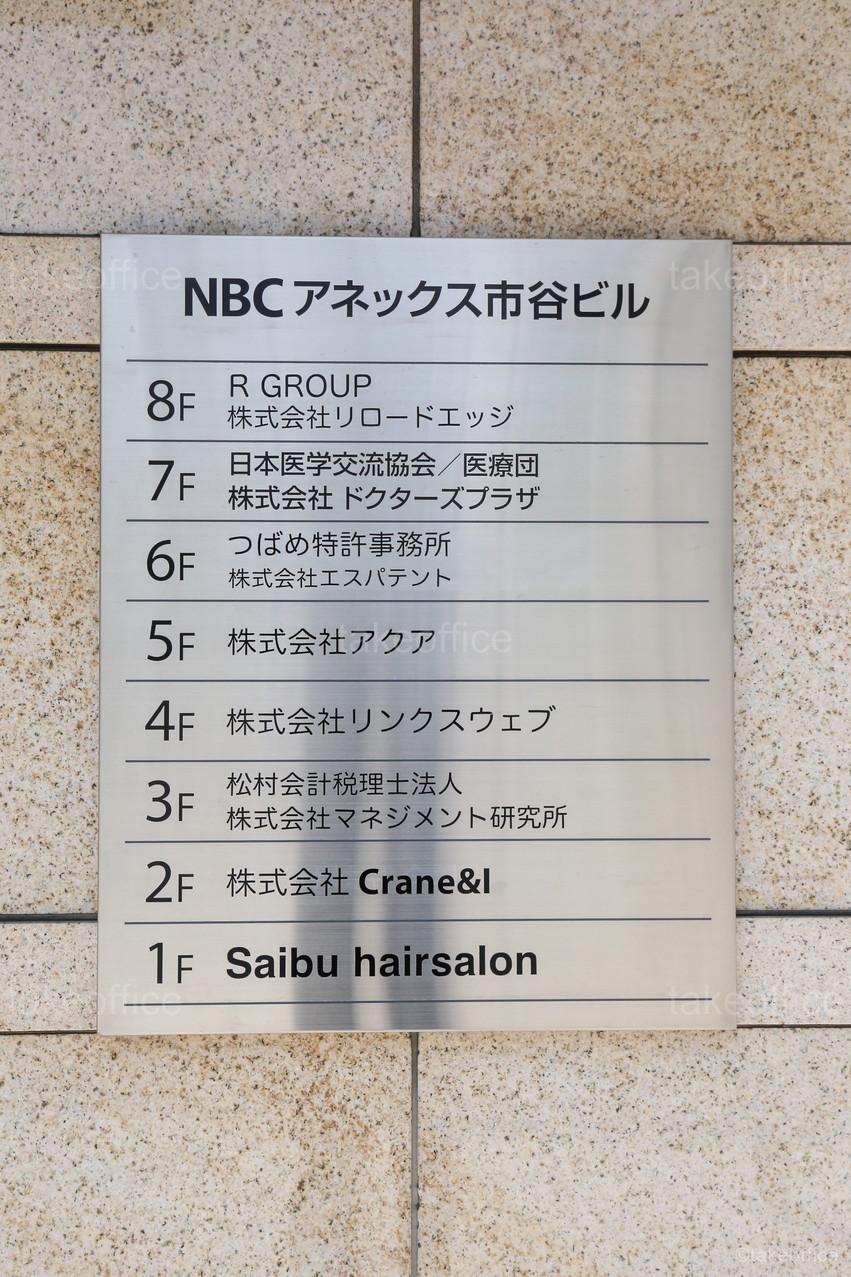 NBCアネックス市谷ビル
8F R GROUP
株式会社リロードエッジ
7F 日本医学交流協会／医療団
株式会社 ドクターズプラザ
6F つばめ特許事務所
株式会社エスパテント
5F 株式会社アクア
4F 株式会社リンクスウェブ
3F 松村会計税理士法人
株式会社マネジメント研究所
2F 株式会社 Crane&I
1F Saibu hairsalon
takeoffice
takeoffice
takeoffice
takeoffice
takeoffice
©takeoffice